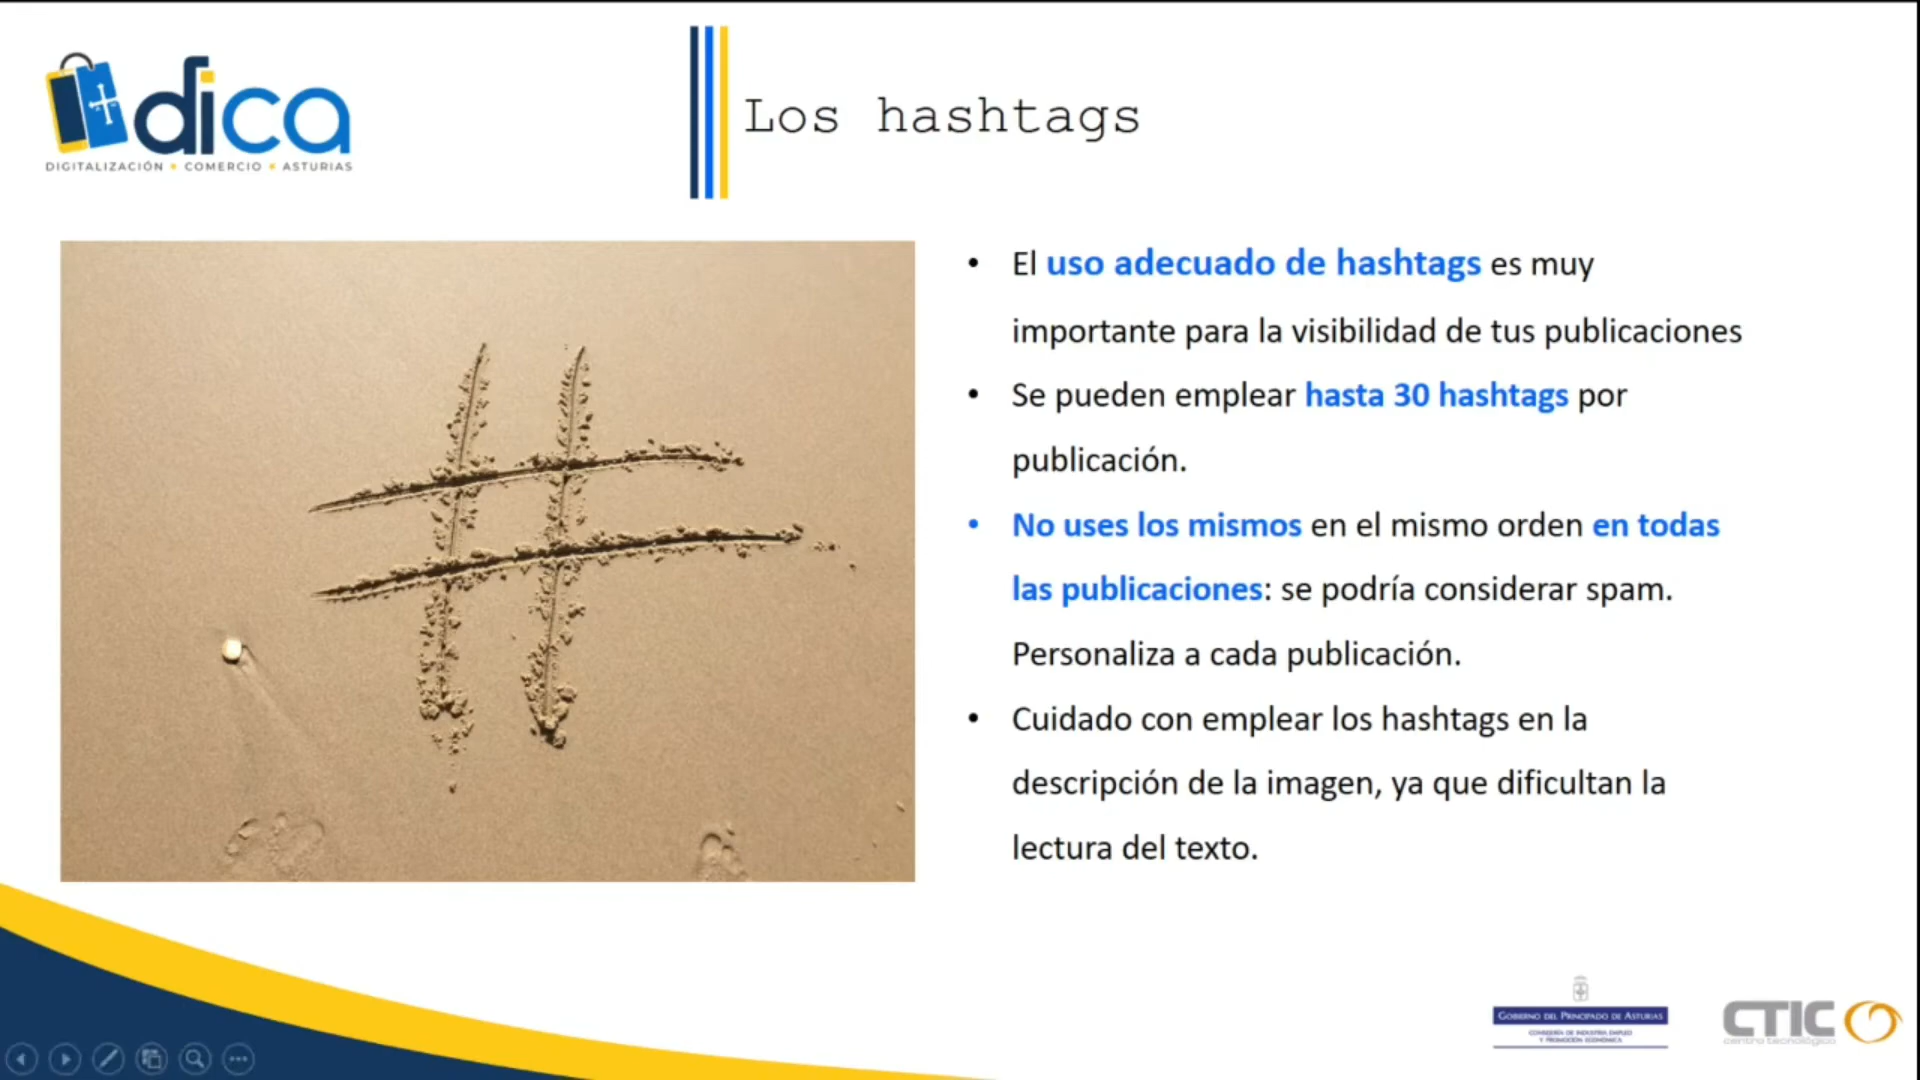 dica
DIGITALIZACIÓN • COMERCIO • ASTURIAS
Los hashtags
• El uso adecuado de hashtags es muy
importante para la visibilidad de tus publicaciones
• Se pueden emplear hasta 30 hashtags por
publicación.
• No uses los mismos en el mismo orden en todas
las publicaciones: se podría considerar spam.
Personaliza a cada publicación.
• Cuidado con emplear los hashtags en la
descripción de la imagen, ya que dificultan la
lectura del texto.
GOBIERNO DEL PRINCIPADO DE ASTURIAS
CONSEJERÍA DE INDUSTRIA, EMPLEO
Y PROMOCIÓN ECONÓMICA
CTIC
centro tecnológico